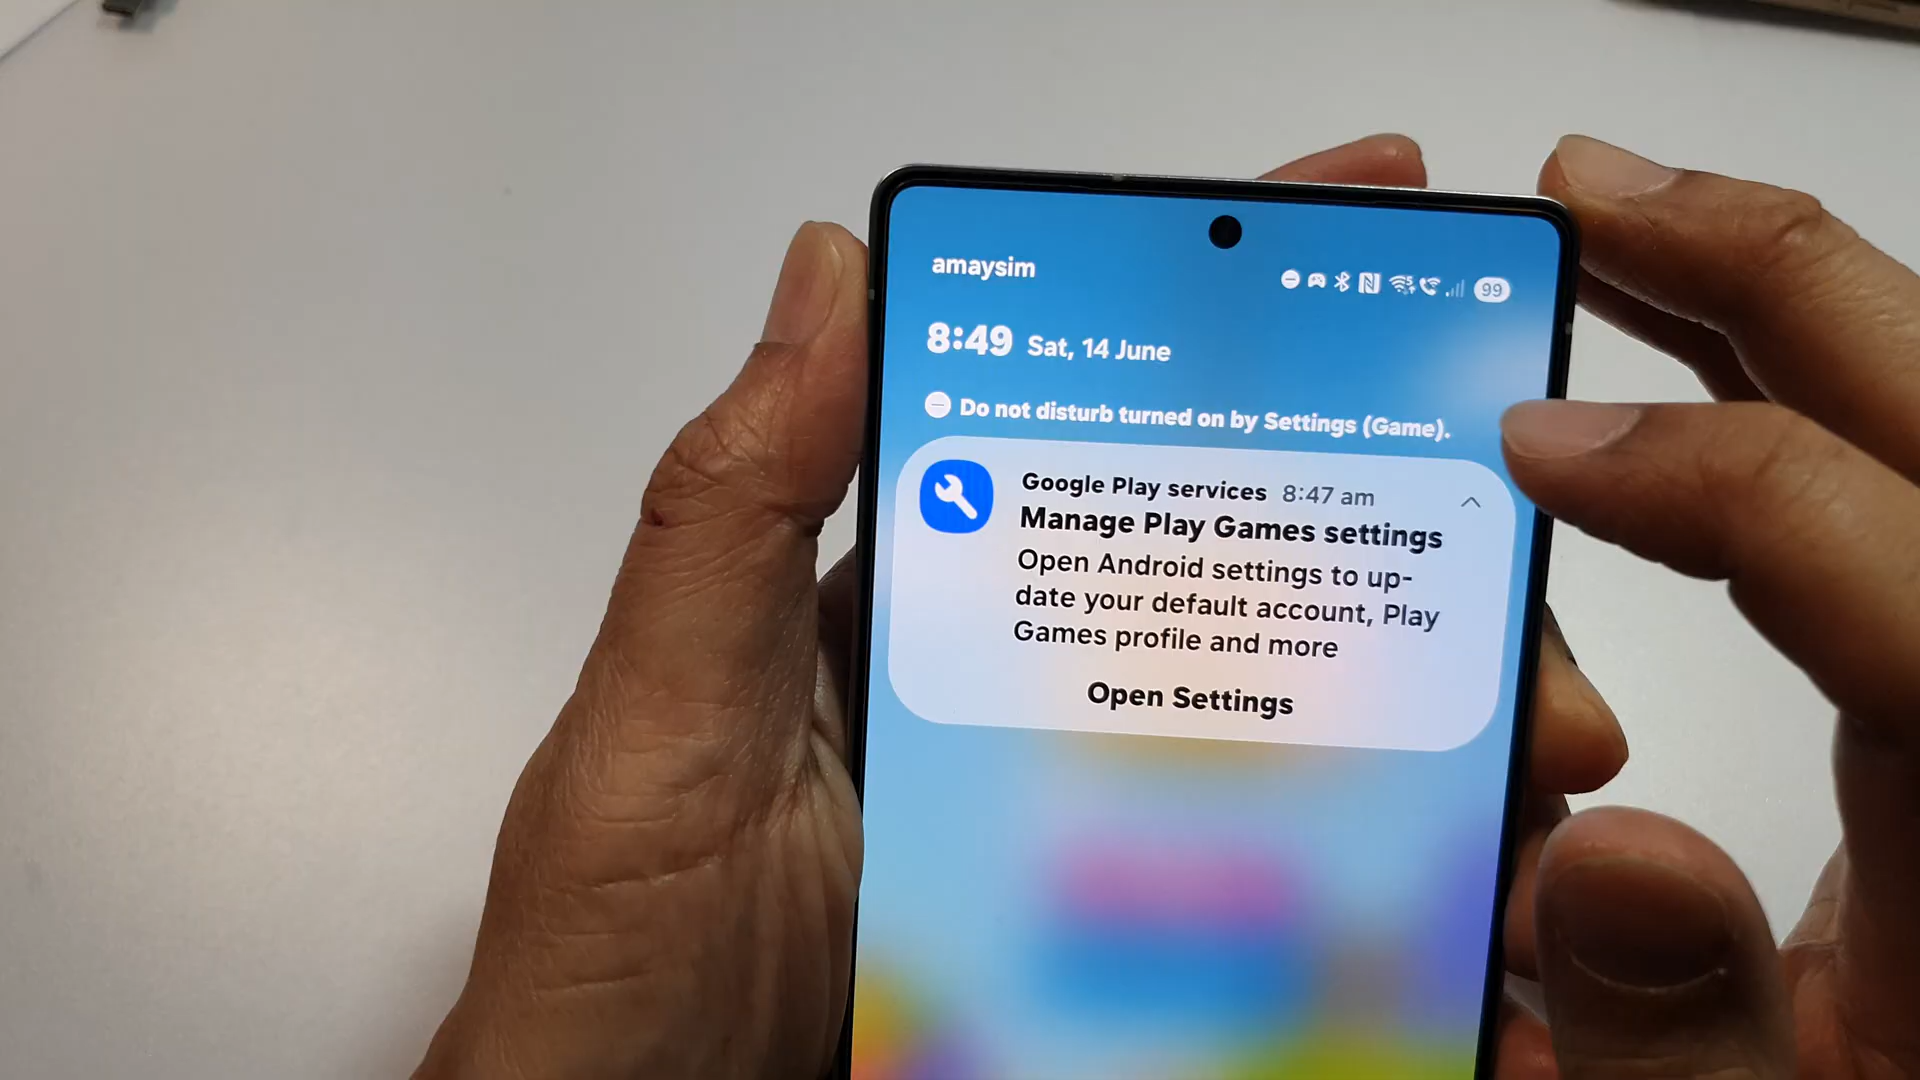 amaysim
99
8:49 Sat, 14 June
Do not disturb turned on by Settings (Game).
Google Play services 8:47 am
Manage Play Games settings
Open Android settings to up-
date your default account, Play
Games profile and more
Open Settings